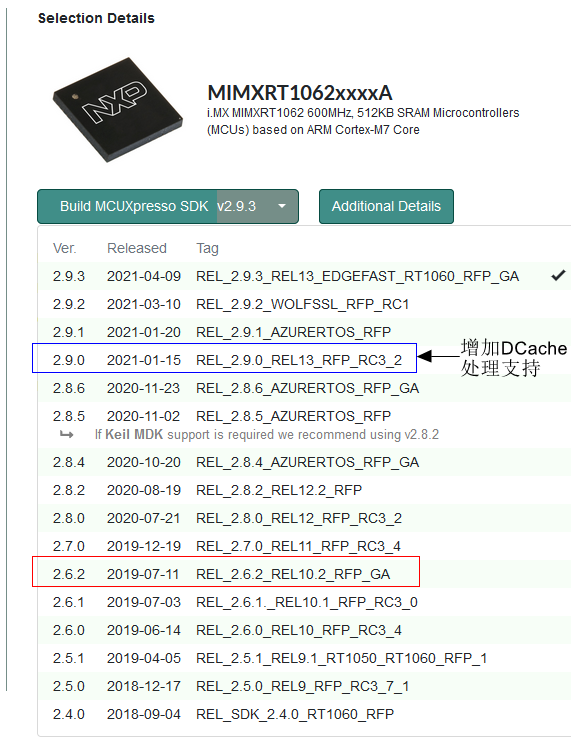 Selection Details
NXP
MIMXRT1062xxxxA
i.MX MIMXRT1062 600MHz, 512KB SRAM Microcontrollers
(MCUs) based on ARM Cortex-M7 Core
Build MCUXpresso SDK v2.9.3 Additional Details
Ver. Released Tag
2.9.3 2021-04-09 REL_2.9.3_REL13_EDGEFAST_RT1060_RFP_GA
2.9.2 2021-03-10 REL_2.9.2_WOLFSSL_RFP_RC1
2.9.1 2021-01-20 REL_2.9.1_AZURERTOS_RFP
2.9.0 2021-01-15 REL_2.9.0_REL13_RFP_RC3_2
增加DCache
处理支持
2.8.6 2020-11-23 REL_2.8.6_AZURERTOS_RFP_GA
2.8.5 2020-11-02 REL_2.8.5_AZURERTOS_RFP
If Keil MDK support is required we recommend using v2.8.2
2.8.4 2020-10-20 REL_2.8.4_AZURERTOS_RFP_GA
2.8.2 2020-08-19 REL_2.8.2_REL12.2_RFP
2.8.0 2020-07-21 REL_2.8.0_REL12_RFP_RC3_2
2.7.0 2019-12-19 REL_2.7.0_REL11_RFP_RC3_4
2.6.2 2019-07-11 REL_2.6.2_REL10.2_RFP_GA
2.6.1 2019-07-03 REL_2.6.1._REL10.1_RFP_RC3_0
2.6.0 2019-06-14 REL_2.6.0_REL10_RFP_RC3_4
2.5.1 2019-04-05 REL_2.5.1_REL9.1_RT1050_RT1060_RFP_1
2.5.0 2018-12-17 REL_2.5.0_REL9_RFP_RC3_7_1
2.4.0 2018-09-04 REL_SDK_2.4.0_RT1060_RFP